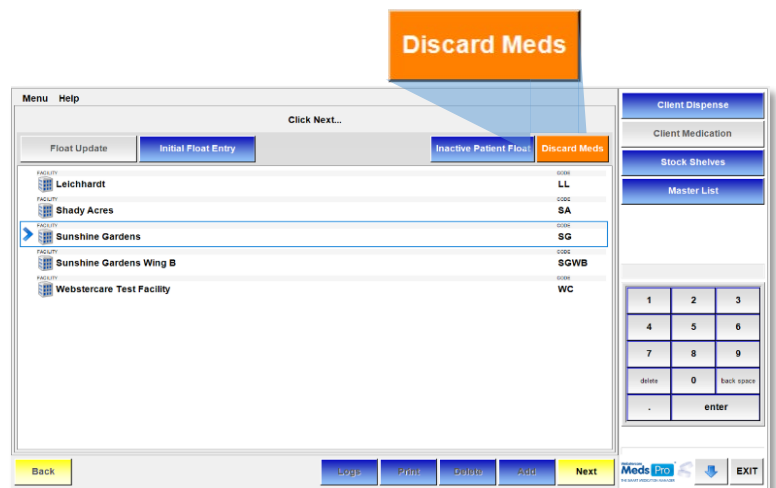 Discard Meds
Menu Help
Click Next...
Float Update Initial Float Entry Inactive Patient Float Discard Meds
FACILITY CODE
Leichhardt LL
FACILITY CODE
Shady Acres SA
FACILITY CODE
Sunshine Gardens SG
FACILITY CODE
Sunshine Gardens Wing B SGWB
FACILITY CODE
Webstercare Test Facility WC
Back Logs Print Delete Add Next
Client Dispense
Client Medication
Stock Shelves
Master List
1 2 3
4 5 6
7 8 9
delete 0 back space
. enter
Meds Pro EXIT